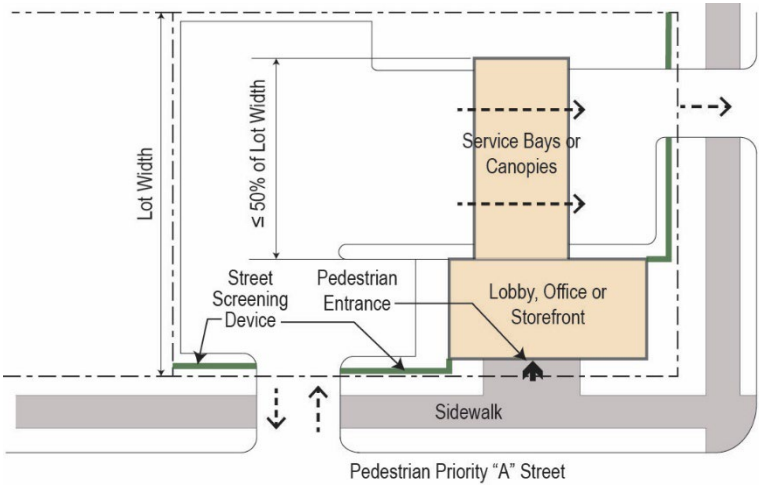 Lot Width
≤ 50% of Lot Width
Service Bays or
Canopies
Street
Screening
Device
Pedestrian
Entrance
Lobby, Office or
Storefront
Sidewalk
Pedestrian Priority “A” Street